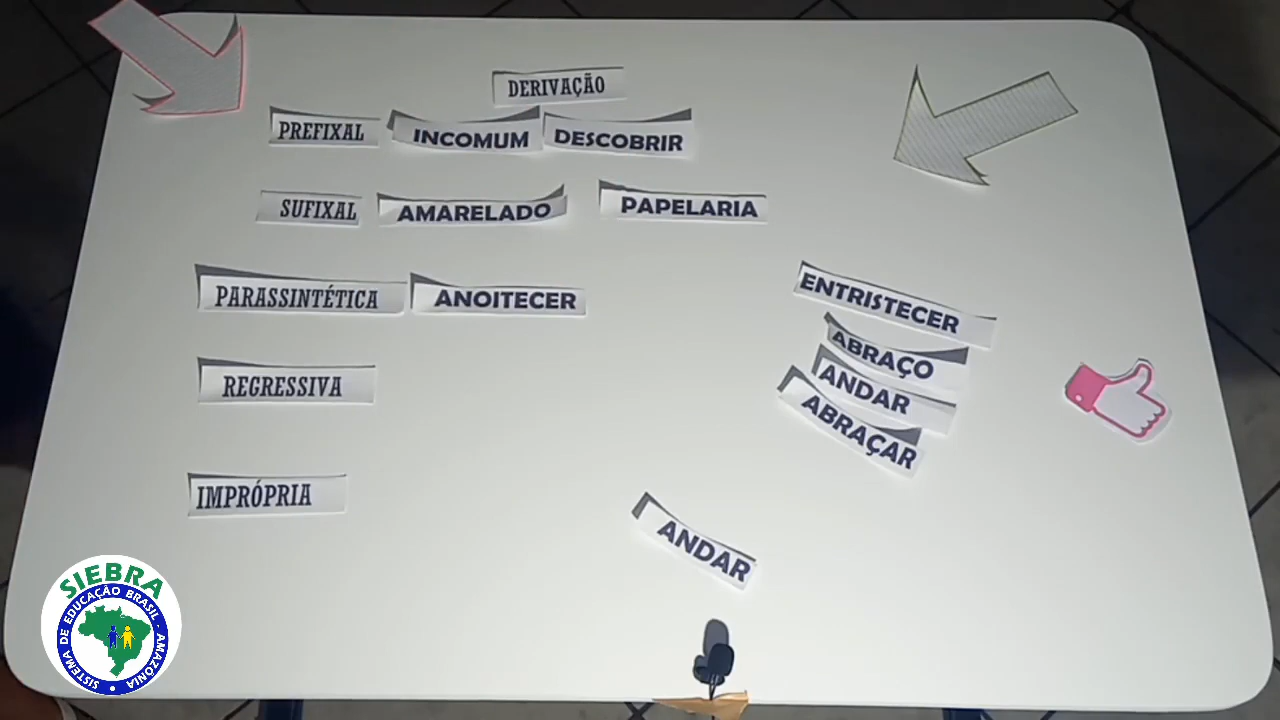 DERIVAÇÃO
PREFIXAL INCOMUM DESCOBRIR
SUFIXAL AMARELADO PAPELARIA
PARASSINTÉTICA ANOITECER
ENTRISTECER
ABRAÇO
REGRESSIVA
ANDAR
ABRAÇAR
IMPRÓPRIA
ANDAR
SIEBRA
SISTEMA DE EDUCAÇÃO BRASIL - AMAZÔNIA